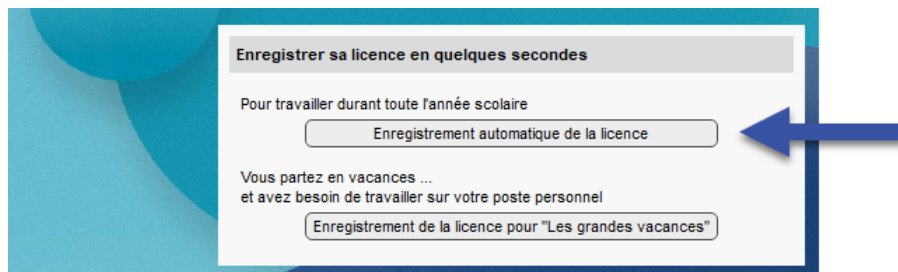 Enregistrer sa licence en quelques secondes
Pour travailler durant toute l'année scolaire
Enregistrement automatique de la licence
Vous partez en vacances ...
et avez besoin de travailler sur votre poste personnel
Enregistrement de la licence pour "Les grandes vacances"